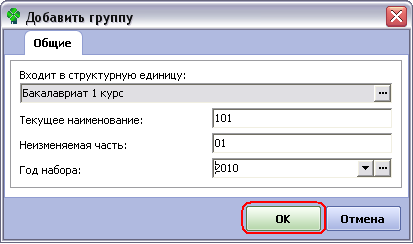 Добавить группу
Общие
Входит в структурную единицу:
Бакалавриат 1 курс
Текущее наименование: 101
Неизменяемая часть: 01
Год набора: 2010
OK Отмена